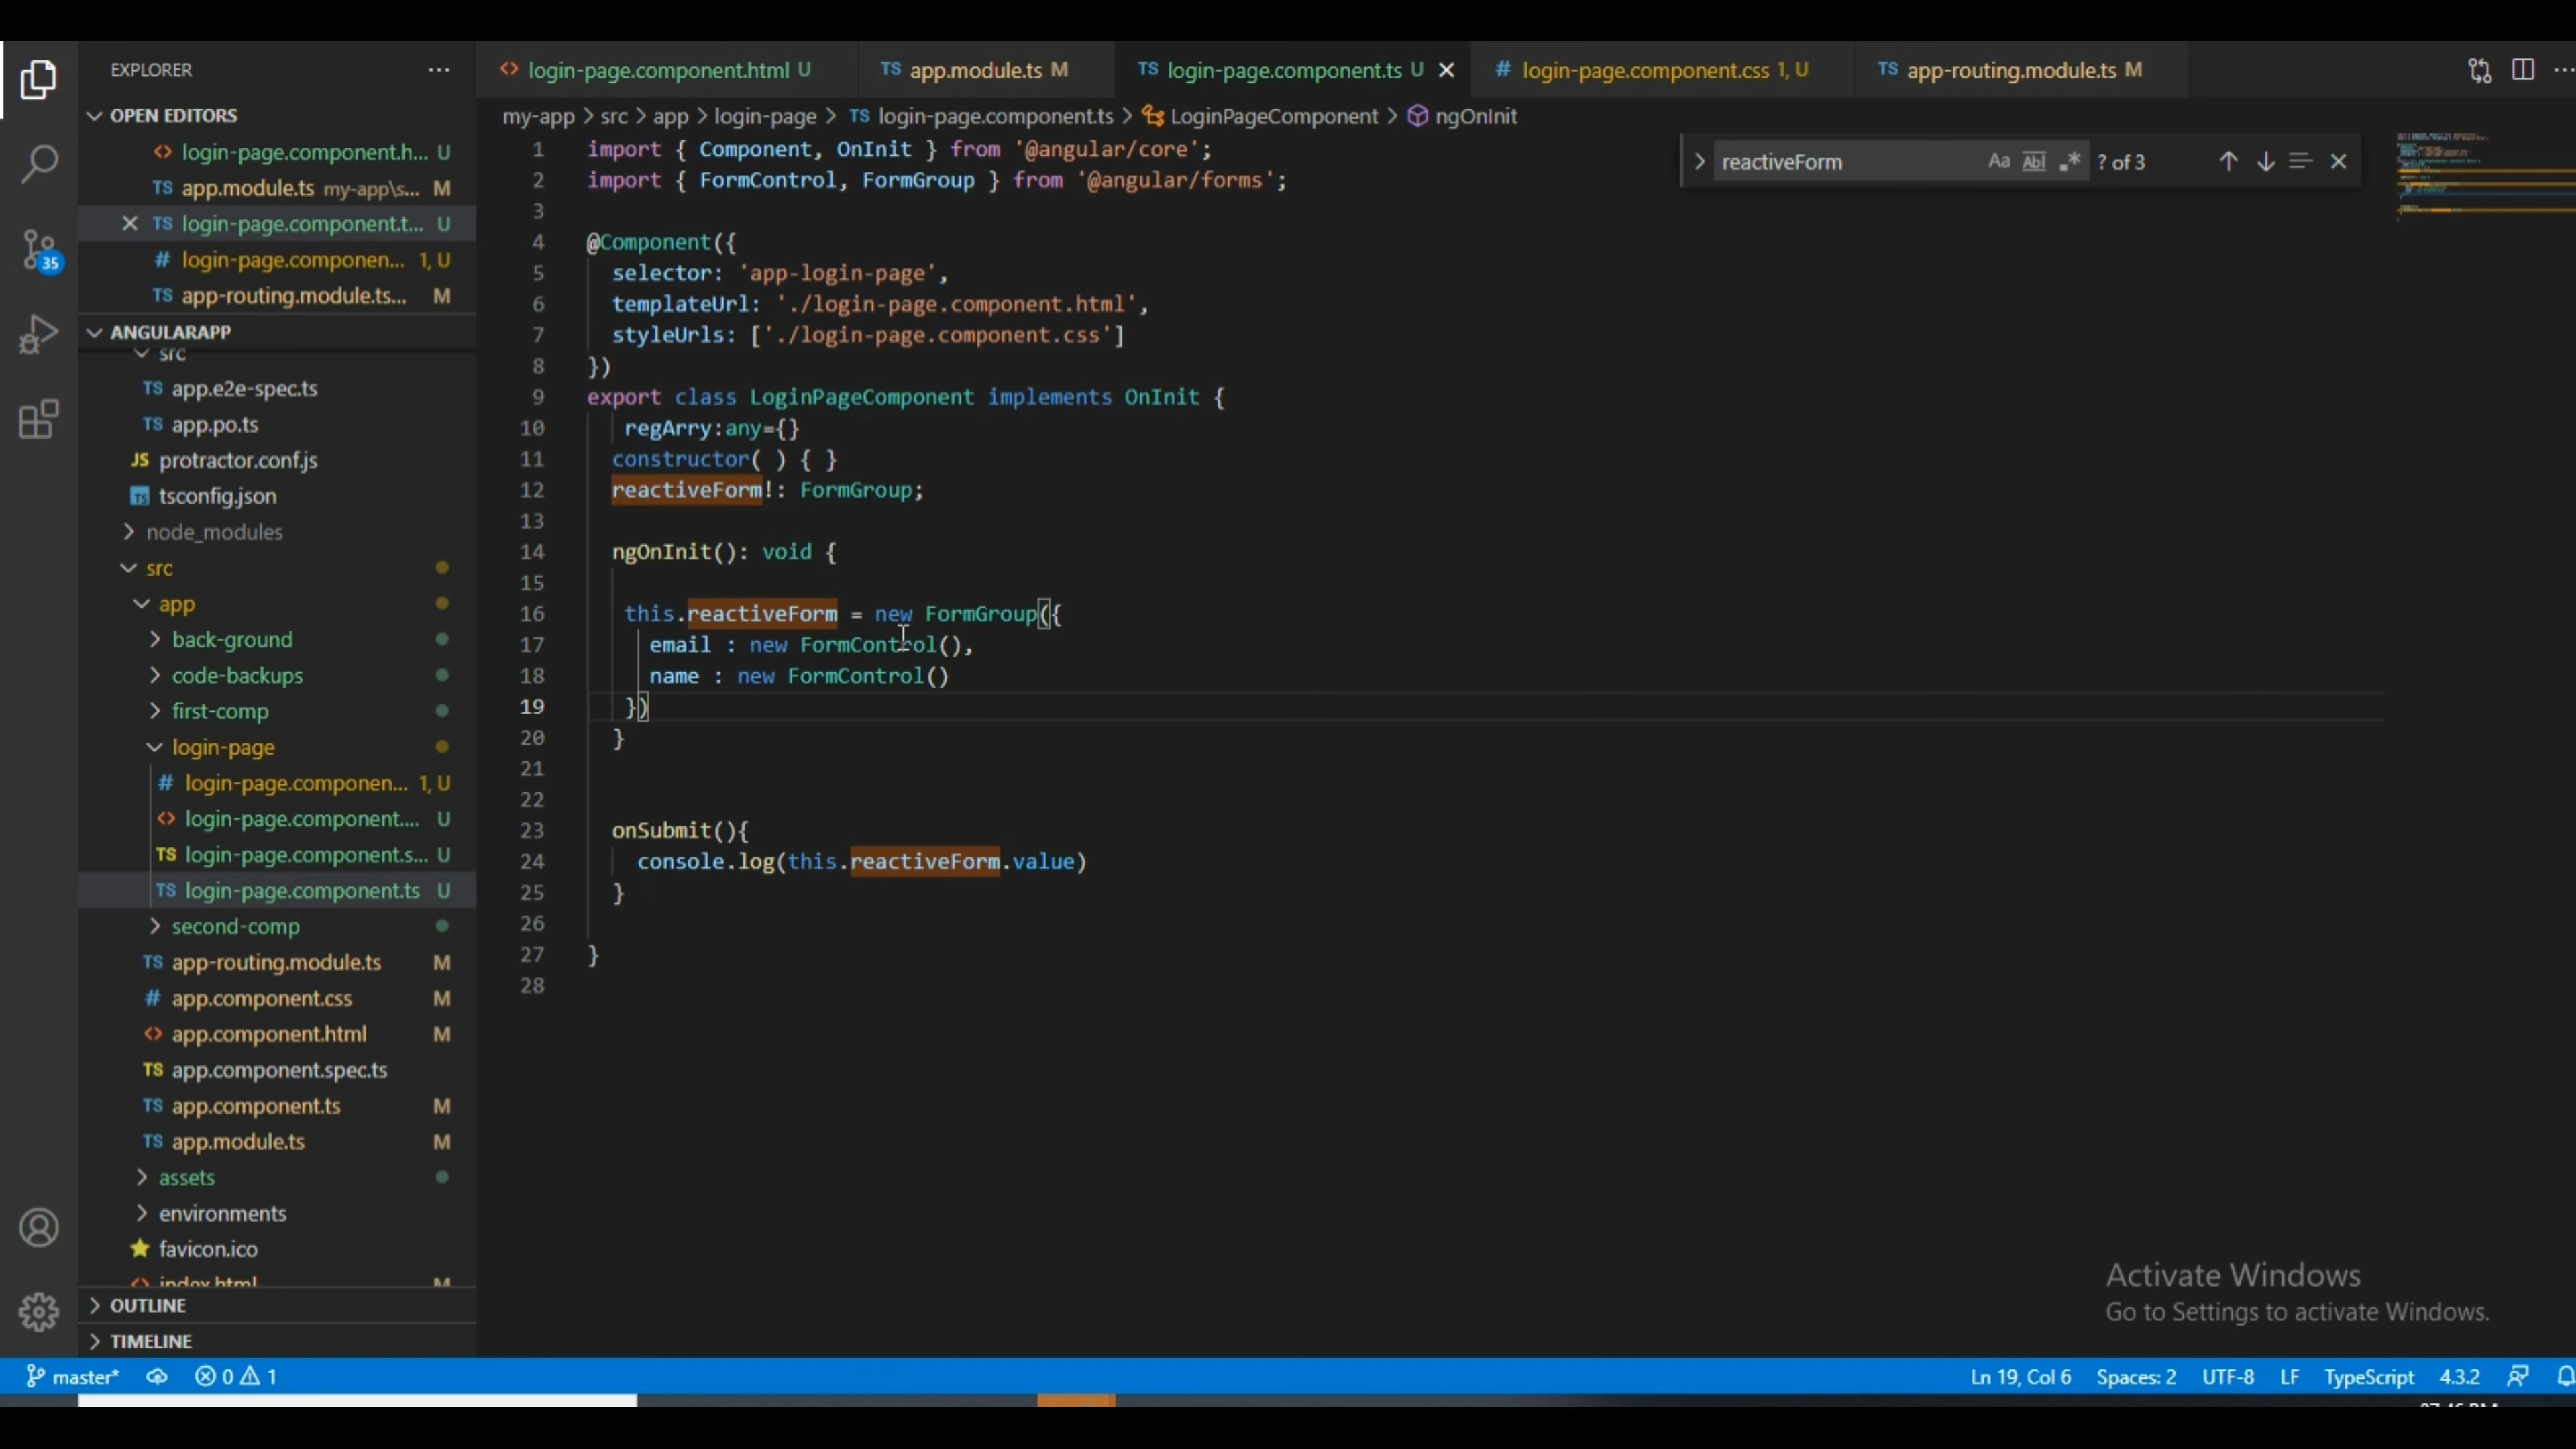 EXPLORER
OPEN EDITORS
login-page.component.h... U
app.module.ts my-app\s... M
login-page.component.t... U
login-page.componen... 1, U
app-routing.module.ts... M
ANGULARAPP
src
app.e2e-spec.ts
app.po.ts
protractor.conf.js
tsconfig.json
node_modules
src
app
back-ground
code-backups
first-comp
login-page
login-page.componen... 1, U
login-page.component.... U
login-page.component.s... U
login-page.component.ts U
second-comp
app-routing.module.ts M
app.component.css M
app.component.html M
app.component.spec.ts
app.component.ts M
app.module.ts M
assets
environments
favicon.ico
index.html M
OUTLINE
TIMELINE
35
login-page.component.html U
TS app.module.ts M
TS login-page.component.ts U
# login-page.component.css 1, U
TS app-routing.module.ts M
my-app > src > app > login-page > TS login-page.component.ts > LoginPageComponent > ngOnInit
reactiveForm Aa Abl .* ? of 3
1 import { Component, OnInit } from '@angular/core';
2 import { FormControl, FormGroup } from '@angular/forms';
3
4 @Component({
5 selector: 'app-login-page',
6 templateUrl: './login-page.component.html',
7 styleUrls: ['./login-page.component.css']
8 })
9 export class LoginPageComponent implements OnInit {
10 regArry:any={}
11 constructor( ) { }
12 reactiveForm!: FormGroup;
13
14 ngOnInit(): void {
15
16 this.reactiveForm = new FormGroup({
17 email : new FormControl(),
18 name : new FormControl()
19 })
20 }
21
22
23 onSubmit(){
24 console.log(this.reactiveForm.value)
25 }
26
27 }
28
Activate Windows
Go to Settings to activate Windows.
master* 0 1
Ln 19, Col 6 Spaces: 2 UTF-8 LF TypeScript 4.3.2